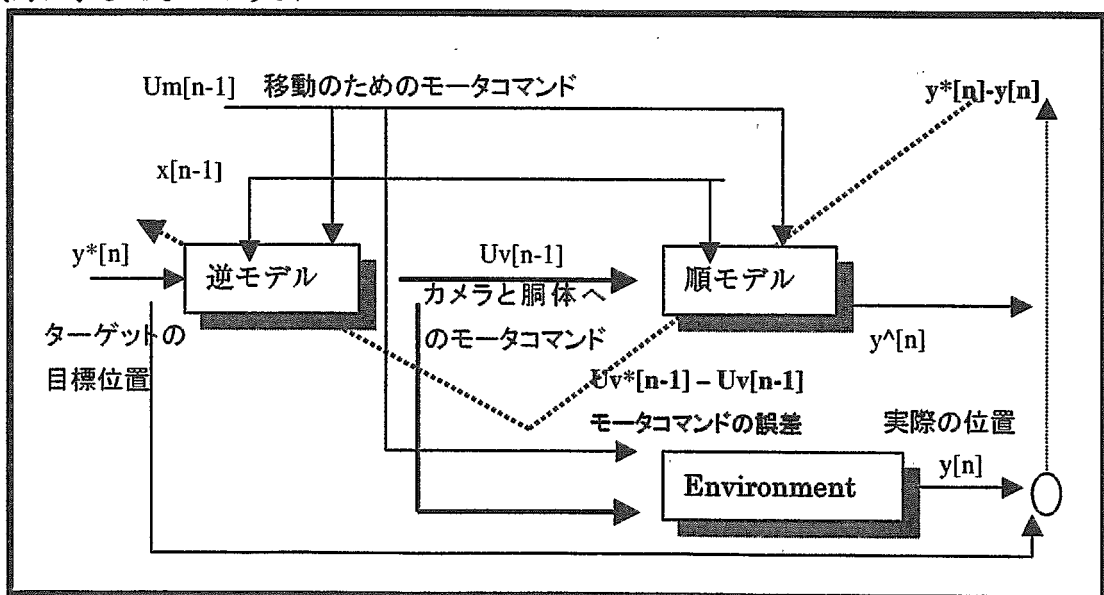 Um[n-1] 移動のためのモータコマンド
y*[n]-y[n]
x[n-1]
y*[n]
逆モデル
Uv[n-1]
カメラと胴体へ
のモータコマンド
順モデル
y^[n]
ターゲットの
目標位置
Uv*[n-1] – Uv[n-1]
モータコマンドの誤差
実際の位置
y[n]
Environment